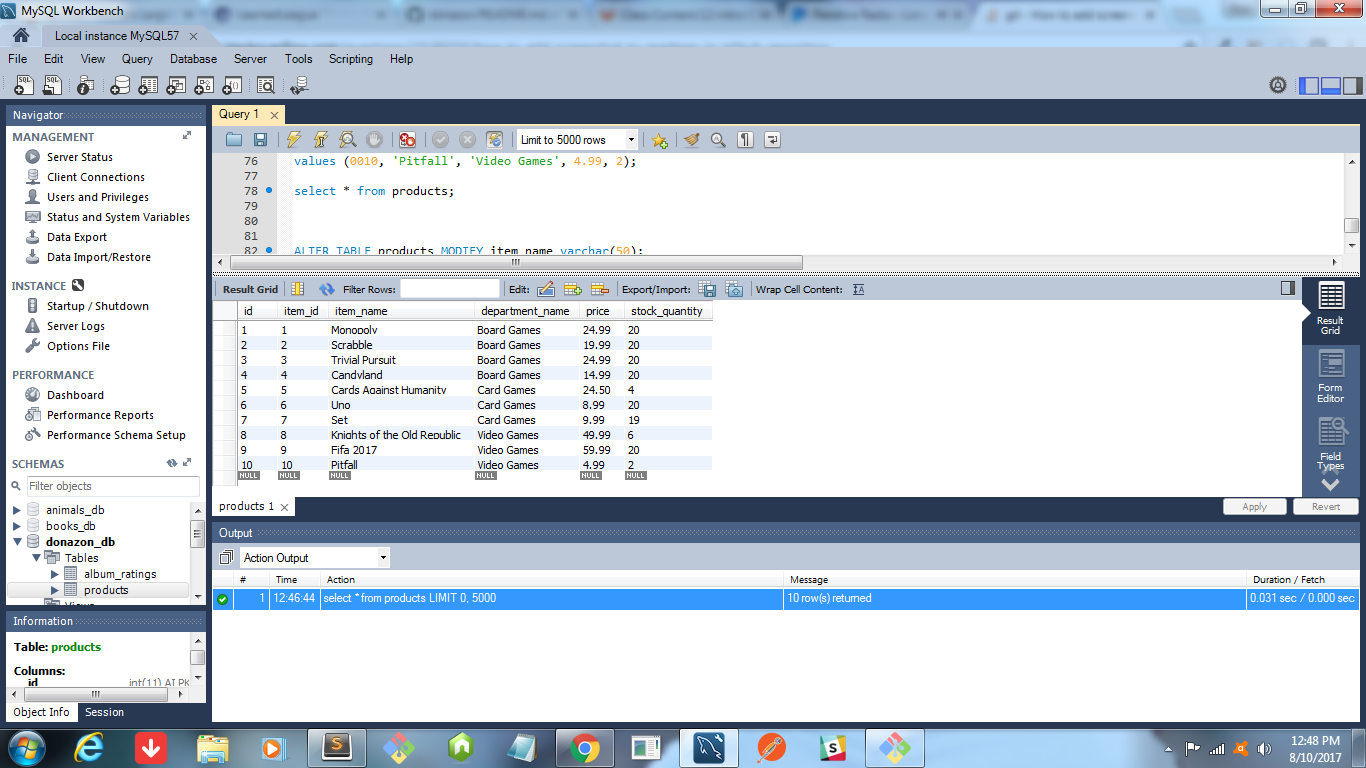 MySQL Workbench
Local instance MySQL57
File Edit View Query Database Server Tools Scripting Help
Navigator
MANAGEMENT
Server Status
Client Connections
Users and Privileges
Status and System Variables
Data Export
Data Import/Restore
INSTANCE
Startup / Shutdown
Server Logs
Options File
PERFORMANCE
Dashboard
Performance Reports
Performance Schema Setup
SCHEMAS
Filter objects
animals_db
books_db
donazon_db
Tables
album_ratings
products
Views
Information
Table: products
Columns:
id int(11) AI PK
Object Info Session
Query 1
Limit to 5000 rows
76 values (0010, 'Pitfall', 'Video Games', 4.99, 2);
77
78 select * from products;
79
80
81
82 ALTER TABLE products MODIFY item_name varchar(50);
Result Grid Filter Rows: Edit: Export/Import: Wrap Cell Content:
id item_id item_name department_name price stock_quantity
1 1 Monopoly Board Games 24.99 20
2 2 Scrabble Board Games 19.99 20
3 3 Trivial Pursuit Board Games 24.99 20
4 4 Candyland Board Games 14.99 20
5 5 Cards Against Humanity Card Games 24.50 4
6 6 Uno Card Games 8.99 20
7 7 Set Card Games 9.99 19
8 8 Knights of the Old Republic Video Games 49.99 6
9 9 Fifa 2017 Video Games 59.99 20
10 10 Pitfall Video Games 4.99 2
NULL NULL NULL NULL NULL NULL
Result
Grid
Form
Editor
Field
Types
products 1
Apply Revert
Output
Action Output
# Time Action Message Duration / Fetch
1 12:46:44 select * from products LIMIT 0, 5000 10 row(s) returned 0.031 sec / 0.000 sec
12:48 PM
8/10/2017